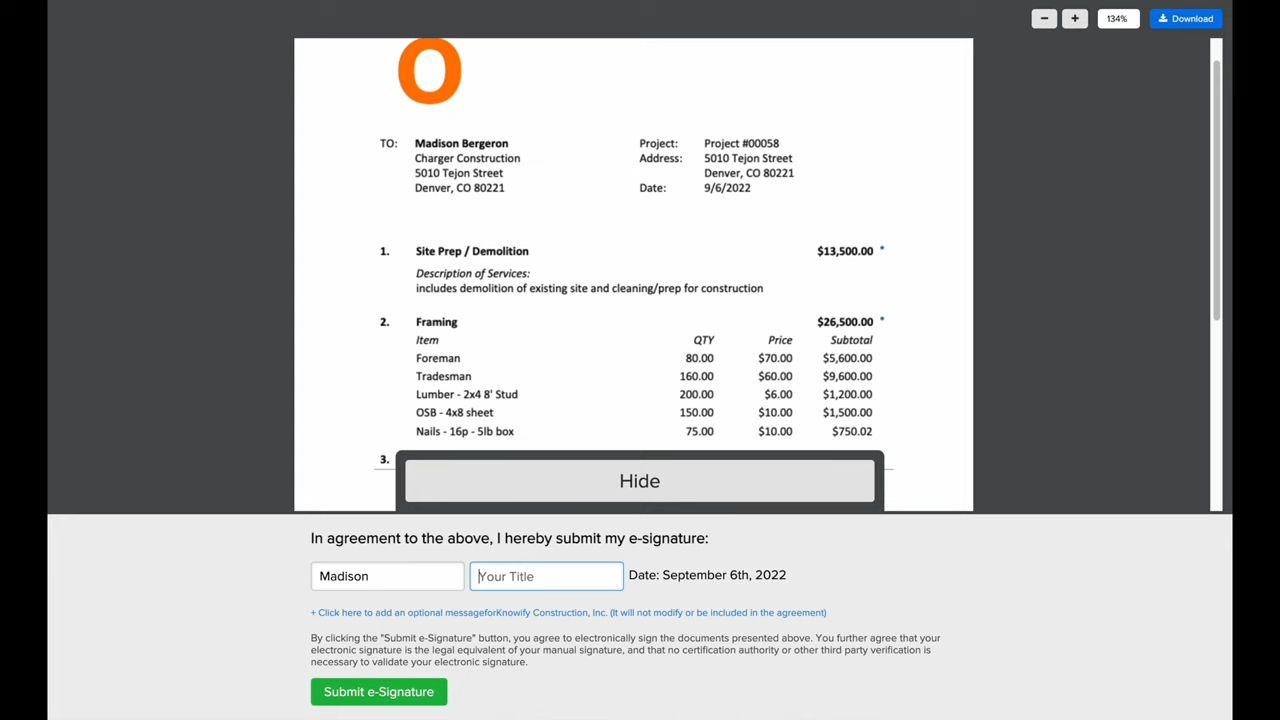 134%
Download
O
TO: Madison Bergeron
Charger Construction
5010 Tejon Street
Denver, CO 80221
Project: Project #00058
Address: 5010 Tejon Street
Denver, CO 80221
Date: 9/6/2022
1. Site Prep / Demolition $13,500.00 *
Description of Services:
includes demolition of existing site and cleaning/prep for construction
2. Framing $26,500.00 *
Item QTY Price Subtotal
Foreman 80.00 $70.00 $5,600.00
Tradesman 160.00 $60.00 $9,600.00
Lumber - 2x4 8' Stud 200.00 $6.00 $1,200.00
OSB - 4x8 sheet 150.00 $10.00 $1,500.00
Nails - 16p - 5lb box 75.00 $10.00 $750.02
3.
Hide
In agreement to the above, I hereby submit my e-signature:
Madison Your Title Date: September 6th, 2022
+ Click here to add an optional messageforKnowify Construction, Inc. (It will not modify or be included in the agreement)
By clicking the "Submit e-Signature" button, you agree to electronically sign the documents presented above. You further agree that your
electronic signature is the legal equivalent of your manual signature, and that no certification authority or other third party verification is
necessary to validate your electronic signature.
Submit e-Signature